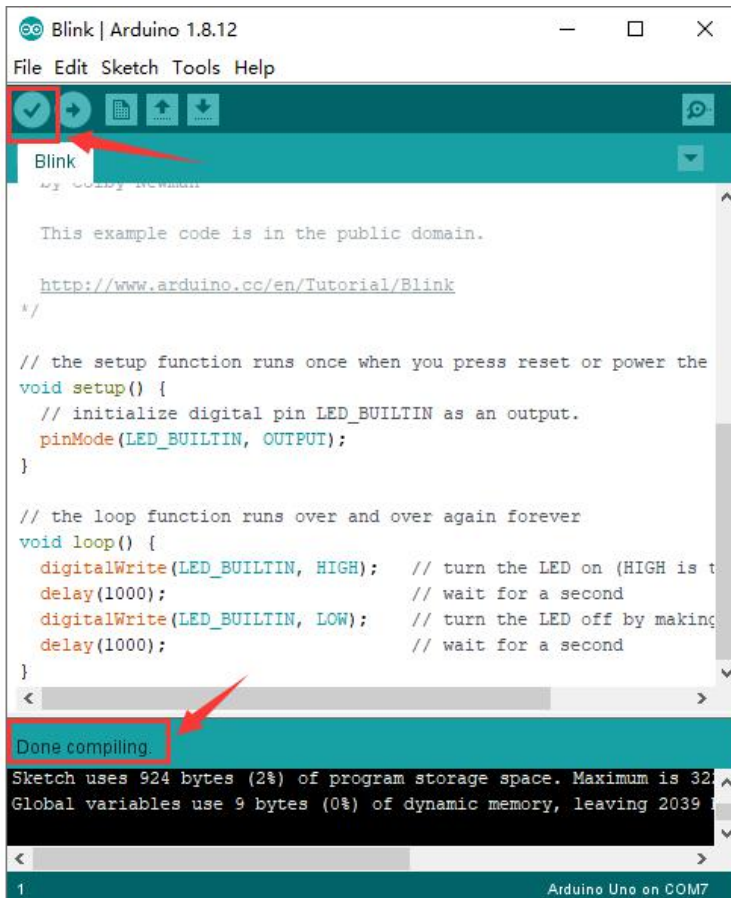 Blink | Arduino 1.8.12
File Edit Sketch Tools Help
Blink
by Colby Newman
This example code is in the public domain.
http://www.arduino.cc/en/Tutorial/Blink
*/
// the setup function runs once when you press reset or power the
void setup() {
// initialize digital pin LED_BUILTIN as an output.
pinMode(LED_BUILTIN, OUTPUT);
}
// the loop function runs over and over again forever
void loop() {
digitalWrite(LED_BUILTIN, HIGH); // turn the LED on (HIGH is t
delay(1000); // wait for a second
digitalWrite(LED_BUILTIN, LOW); // turn the LED off by making
delay(1000); // wait for a second
}
Done compiling.
Sketch uses 924 bytes (2%) of program storage space. Maximum is 322
Global variables use 9 bytes (0%) of dynamic memory, leaving 2039
1
Arduino Uno on COM7